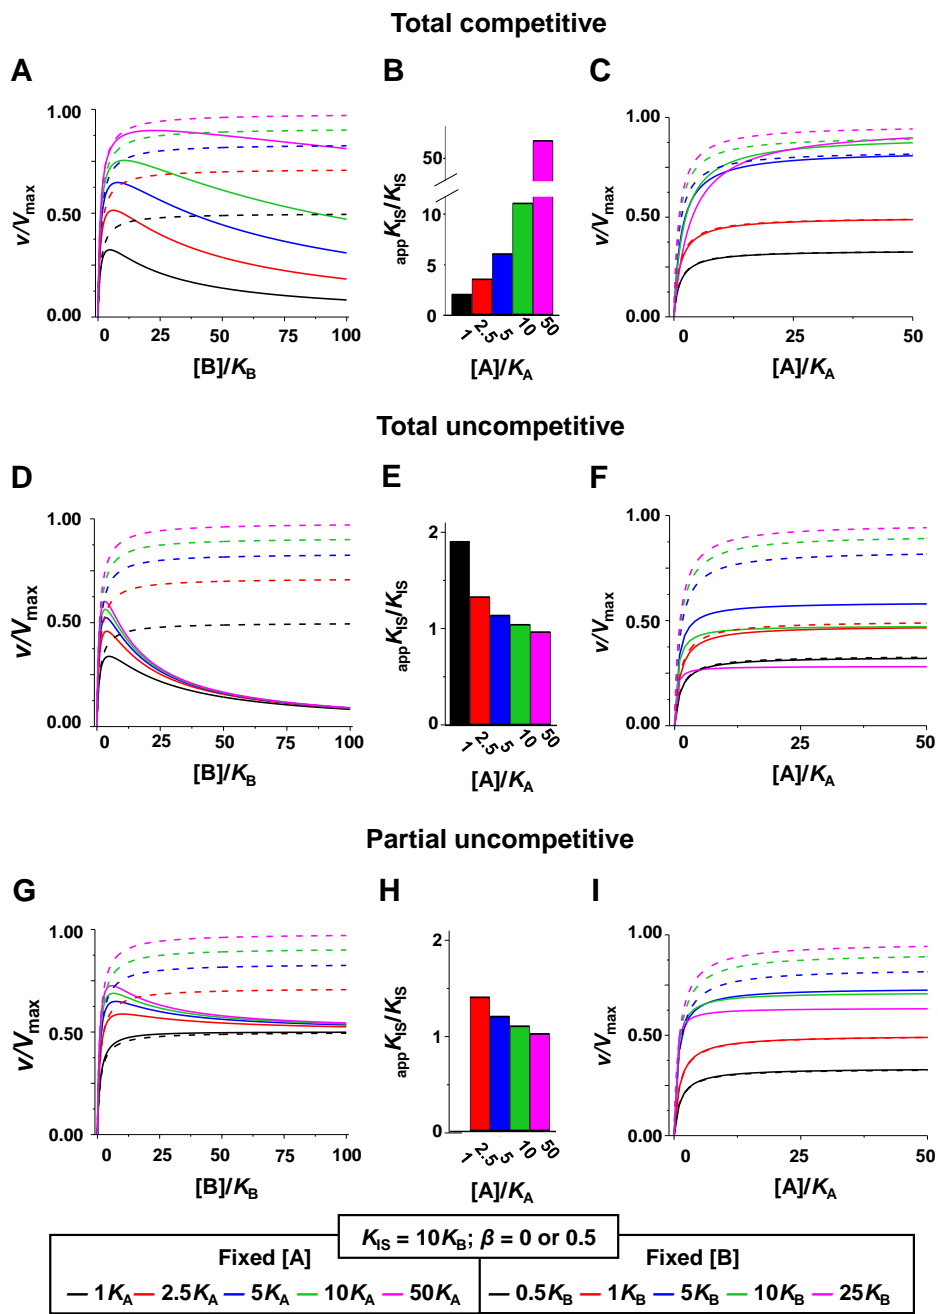 Total competitive
A
B
C
v/Vmax
1.00
0.50
0.00
0 25 50 75 100
[B]/KB
appKIS/KIS
50
10
5
0
1 2.5 5 10 50
[A]/KA
v/Vmax
1.00
0.50
0.00
0 25 50
[A]/KA
Total uncompetitive
D
E
F
v/Vmax
1.00
0.50
0.00
0 25 50 75 100
[B]/KB
appKIS/KIS
2
1
0
1 2.5 5 10 50
[A]/KA
v/Vmax
1.00
0.50
0.00
0 25 50
[A]/KA
Partial uncompetitive
G
H
I
v/Vmax
1.00
0.50
0.00
0 25 50 75 100
[B]/KB
appKIS/KIS
2
1
0
1 2.5 5 10 50
[A]/KA
v/Vmax
1.00
0.50
0.00
0 25 50
[A]/KA
KIS = 10KB; β = 0 or 0.5
Fixed [A]
1KA 2.5KA 5KA 10KA 50KA
Fixed [B]
0.5KB 1KB 5KB 10KB 25KB